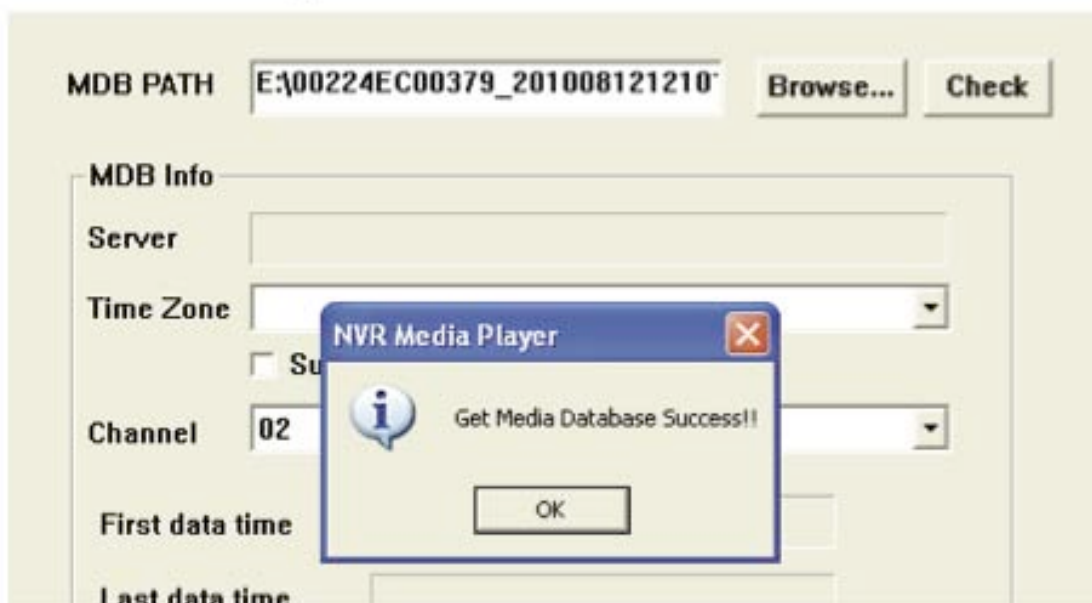 MDB PATH E:\00224EC00379_201008121210 Browse... Check
MDB Info
Server
Time Zone
NVR Media Player
Su
Get Media Database Success!!
Channel 02
OK
First data time
Last data time